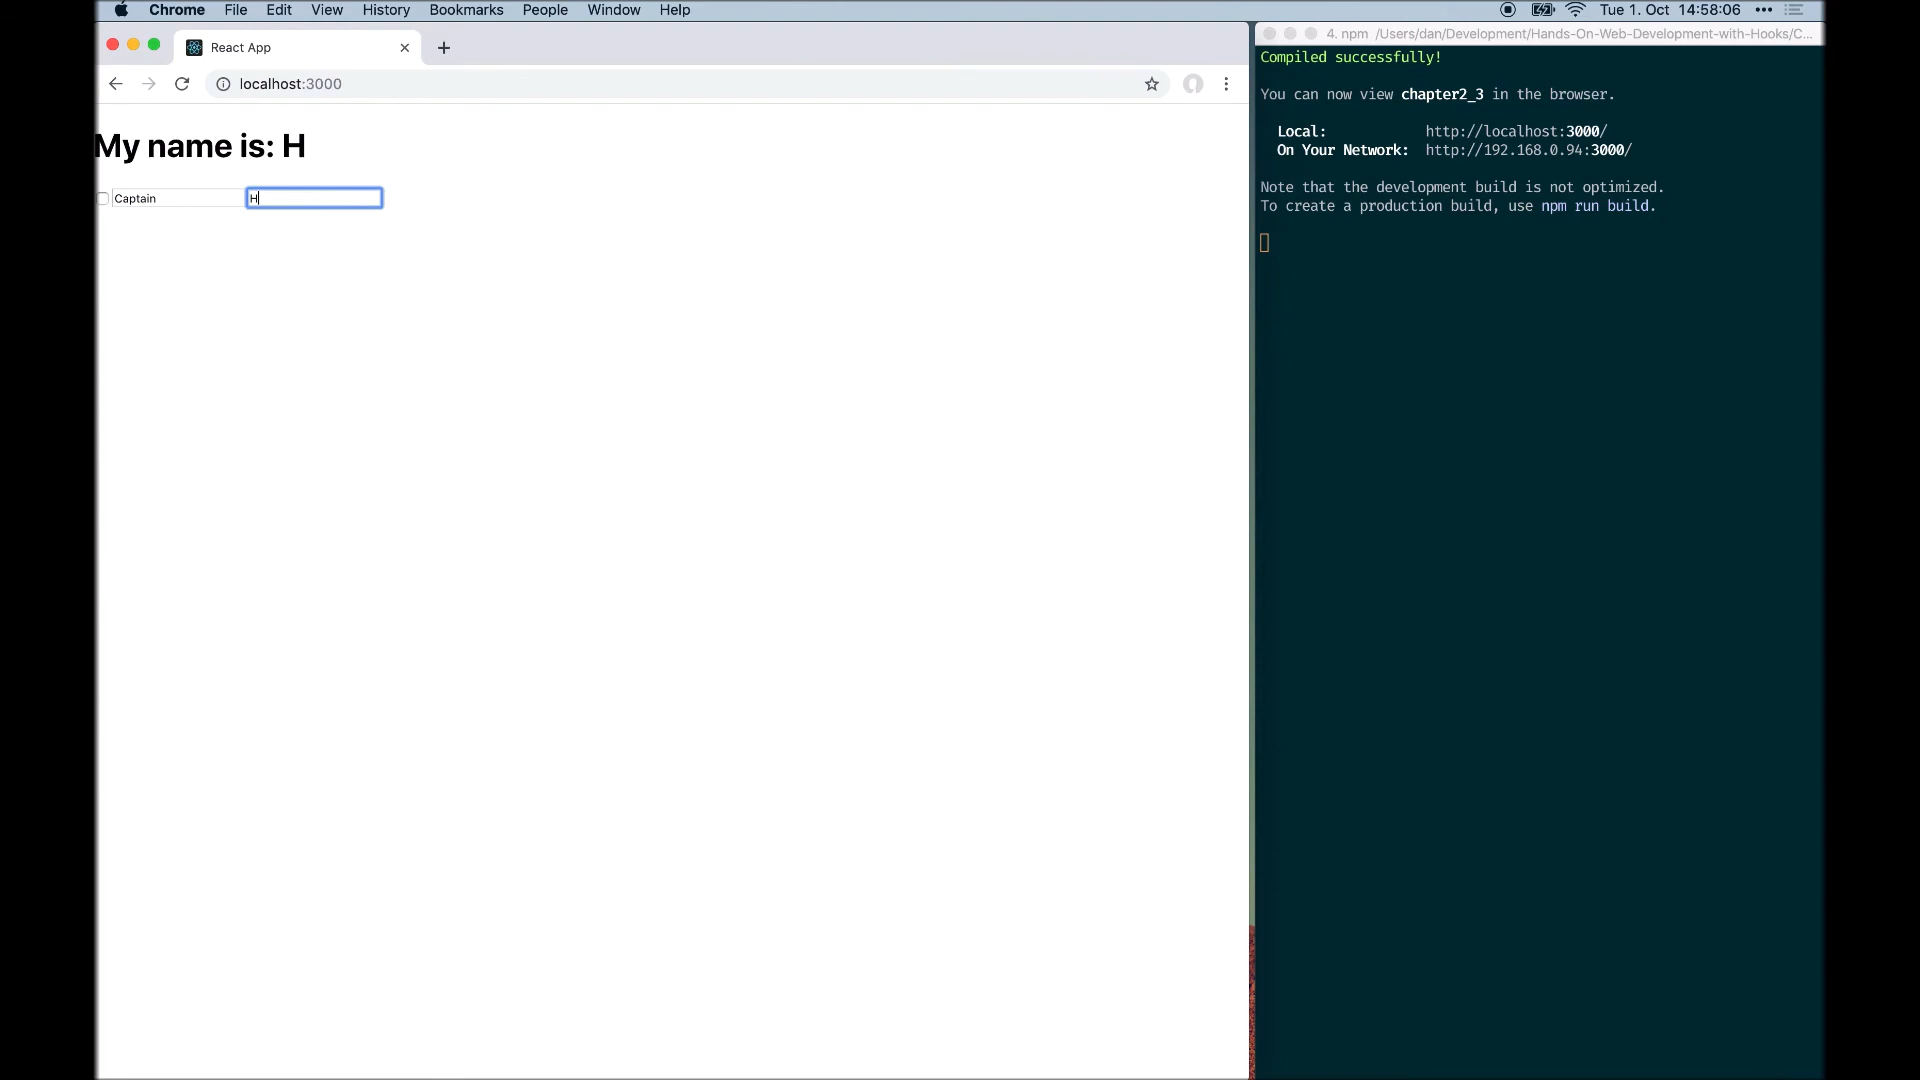 Chrome File Edit View History Bookmarks People Window Help
Tue 1. Oct 14:58:06
React App
localhost:3000
My name is: H
Captain
H
4. npm /Users/dan/Development/Hands-On-Web-Development-with-Hooks/C...
Compiled successfully!
You can now view chapter2_3 in the browser.
Local: http://localhost:3000/
On Your Network: http://192.168.0.94:3000/
Note that the development build is not optimized.
To create a production build, use npm run build.